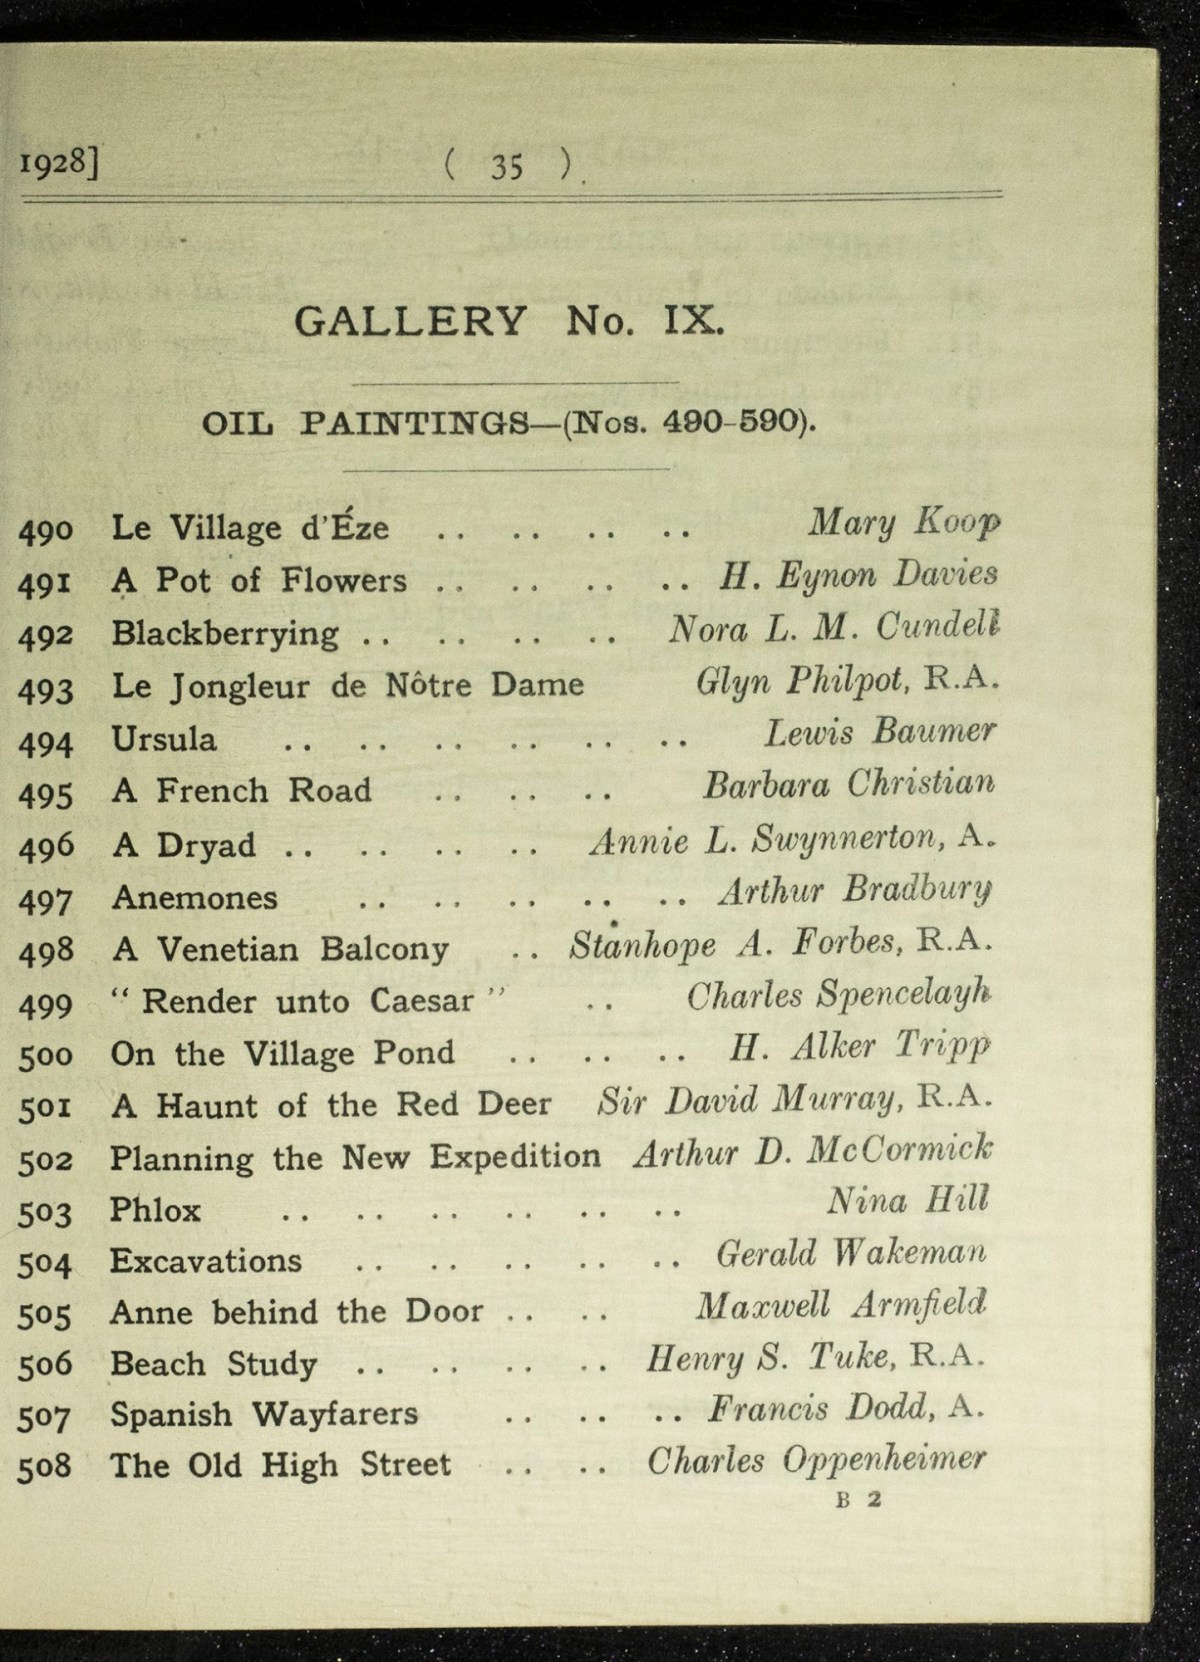 1928] ( 35 )
GALLERY No. IX.
OIL PAINTINGS—(Nos. 490-590).
490 Le Village d'Éze .. .. .. .. Mary Koop
491 A Pot of Flowers .. .. .. .. H. Eynon Davies
492 Blackberrying .. .. .. .. Nora L. M. Cundell
493 Le Jongleur de Nôtre Dame Glyn Philpot, R.A.
494 Ursula .. .. .. .. .. .. Lewis Baumer
495 A French Road .. .. .. Barbara Christian
496 A Dryad .. .. .. .. Annie L. Swynnerton, A.
497 Anemones .. .. .. .. .. Arthur Bradbury
498 A Venetian Balcony .. Stanhope A. Forbes, R.A.
499 “ Render unto Caesar ” .. Charles Spencelayh
500 On the Village Pond .. .. .. H. Alker Tripp
501 A Haunt of the Red Deer Sir David Murray, R.A.
502 Planning the New Expedition Arthur D. McCormick
503 Phlox .. .. .. .. .. .. Nina Hill
504 Excavations .. .. .. .. .. Gerald Wakeman
505 Anne behind the Door .. .. Maxwell Armfield
506 Beach Study .. .. .. .. Henry S. Tuke, R.A.
507 Spanish Wayfarers .. .. .. Francis Dodd, A.
508 The Old High Street .. .. Charles Oppenheimer
B 2